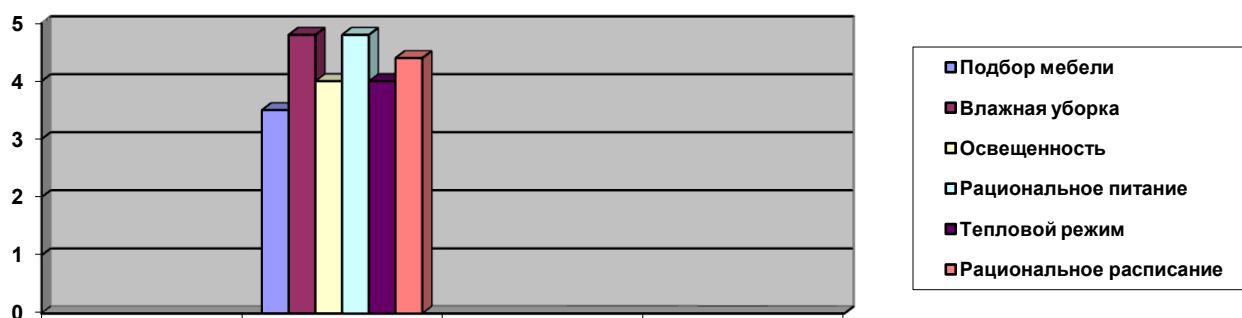 5
4
3
2
1
0
Подбор мебели
Влажная уборка
Освещенность
Рациональное питание
Тепловой режим
Рациональное расписание